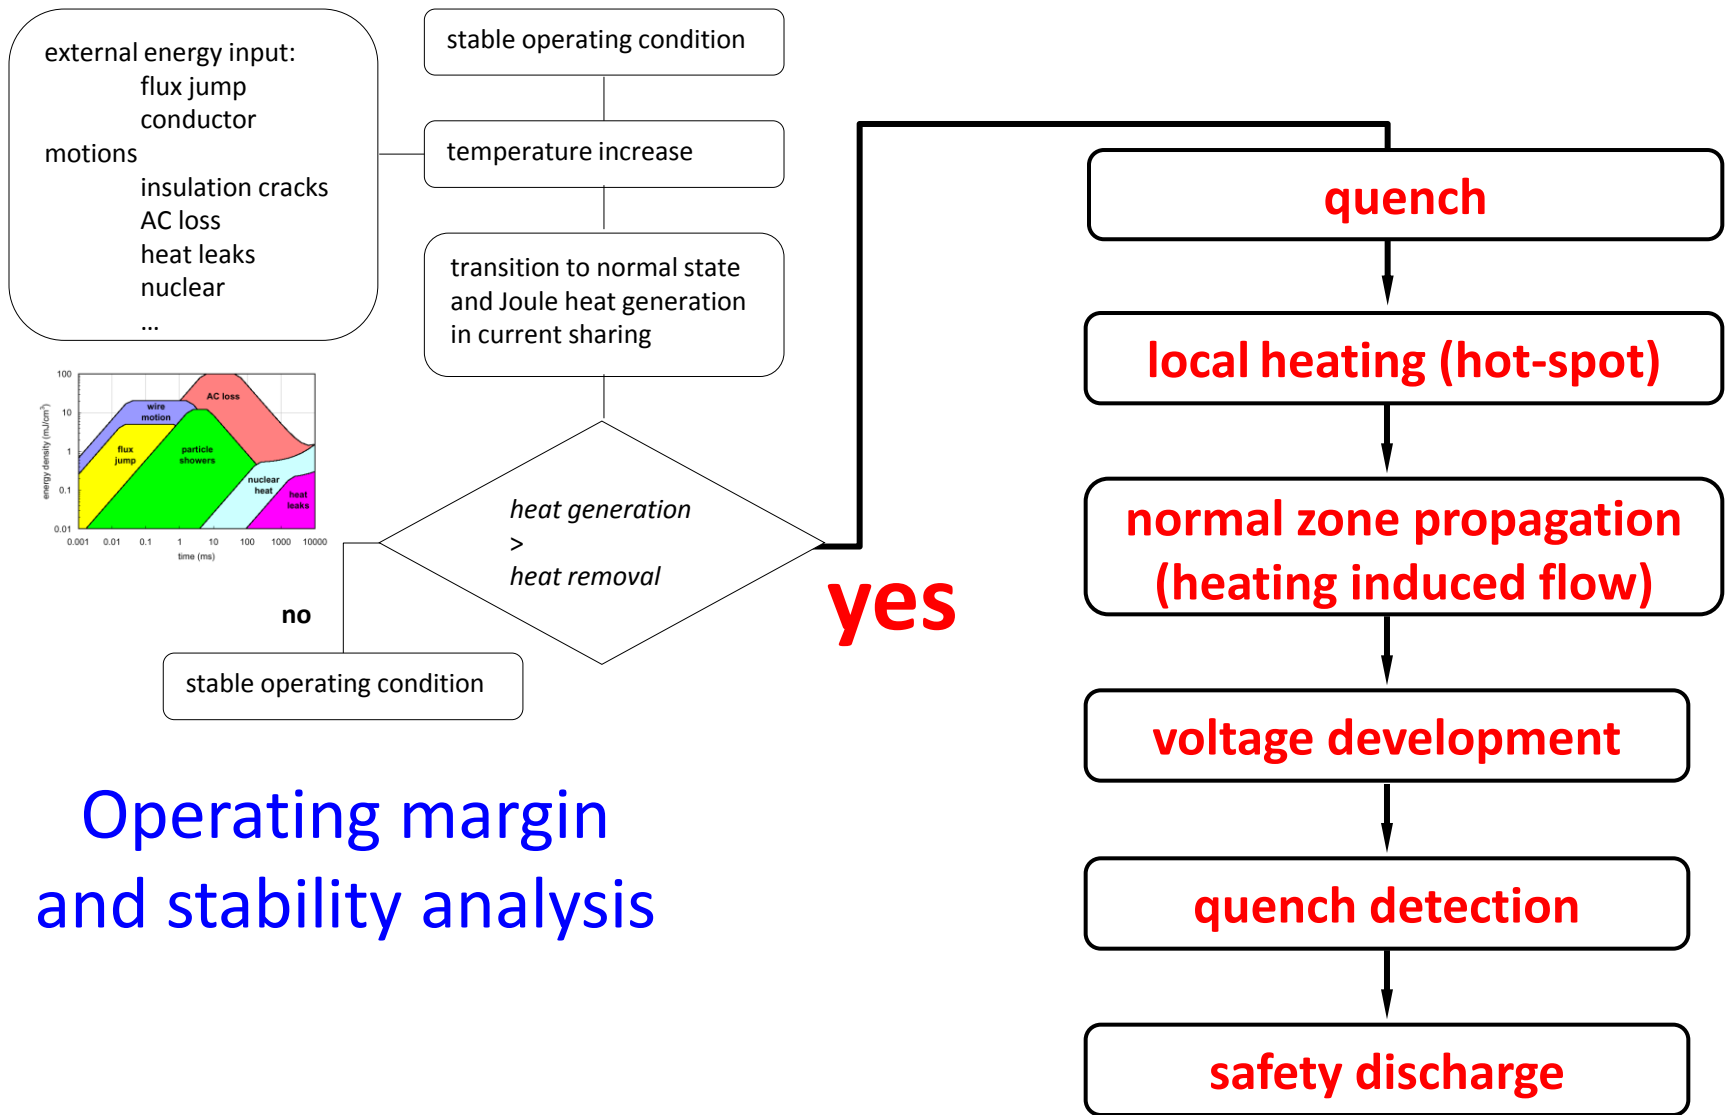 external energy input:
flux jump
conductor
motions
insulation cracks
AC loss
heat leaks
nuclear
...
stable operating condition
temperature increase
transition to normal state
and Joule heat generation
in current sharing
heat generation
>
heat removal
no
stable operating condition
yes
100
10
1
0.1
0.01
energy density (mJ/cm³)
AC loss
wire
motion
flux
jump
particle
showers
nuclear
heat
heat
leaks
0.001 0.01 0.1 1 10 100 1000 10000
time (ms)
Operating margin
and stability analysis
quench
local heating (hot-spot)
normal zone propagation
(heating induced flow)
voltage development
quench detection
safety discharge